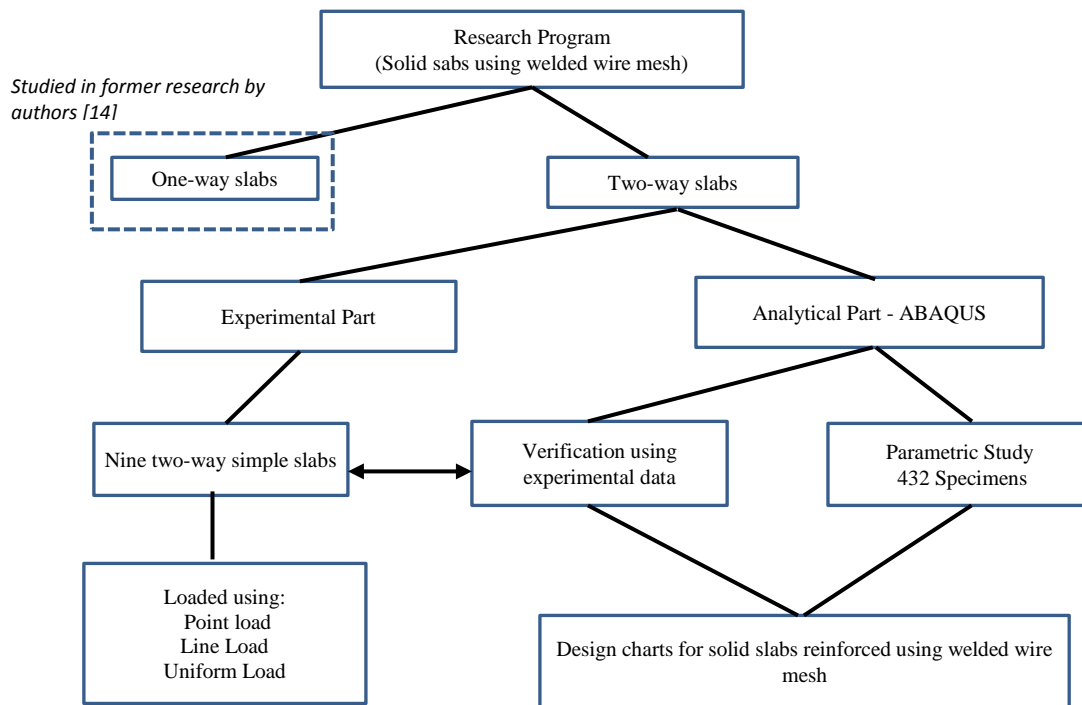 Research Program
(Solid sabs using welded wire mesh)
Studied in former research by
authors [14]
One-way slabs
Two-way slabs
Experimental Part
Analytical Part - ABAQUS
Nine two-way simple slabs
Verification using
experimental data
Parametric Study
432 Specimens
Loaded using:
Point load
Line Load
Uniform Load
Design charts for solid slabs reinforced using welded wire
mesh